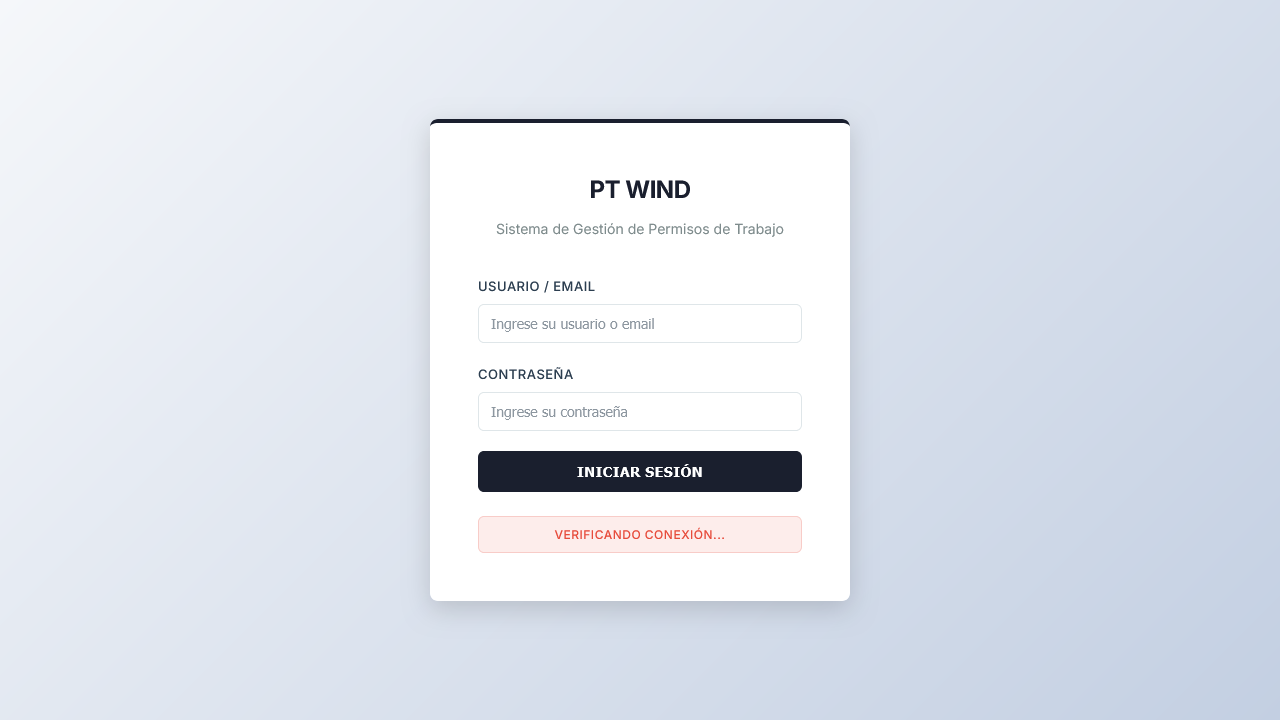 PT WIND
Sistema de Gestión de Permisos de Trabajo
USUARIO / EMAIL
Ingrese su usuario o email
CONTRASEÑA
Ingrese su contraseña
INICIAR SESIÓN
VERIFICANDO CONEXIÓN...